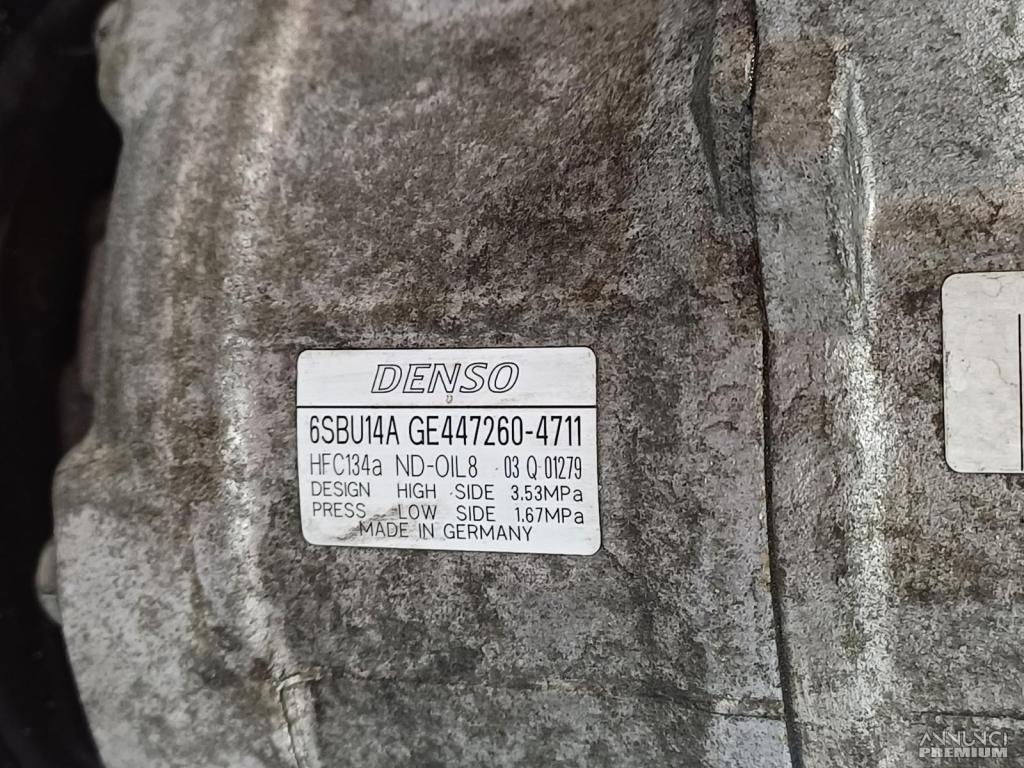 DENSO
6SBU14A GE447260-4711
HFC134a ND-OIL8 03 Q 01279
DESIGN HIGH SIDE 3.53MPa
PRESS LOW SIDE 1.67MPa
MADE IN GERMANY
ANNUNCI
PREMIUM